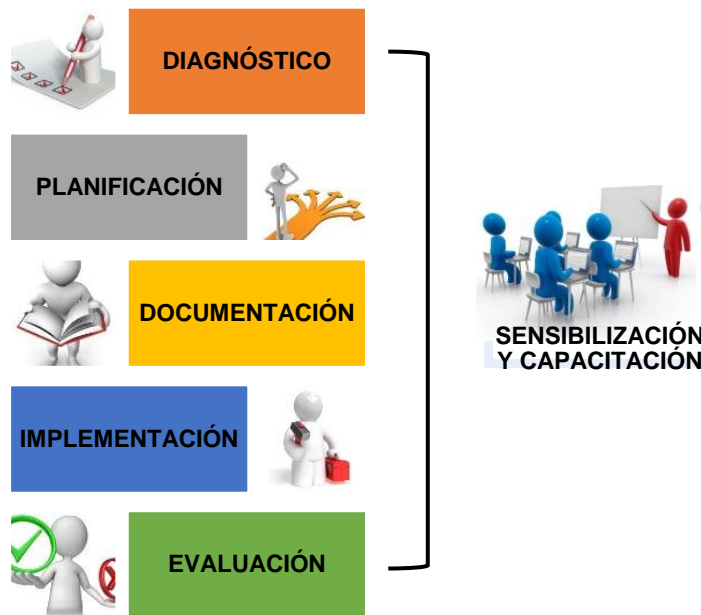 DIAGNÓSTICO
PLANIFICACIÓN
DOCUMENTACIÓN
IMPLEMENTACIÓN
EVALUACIÓN
SENSIBILIZACIÓN
Y CAPACITACIÓN